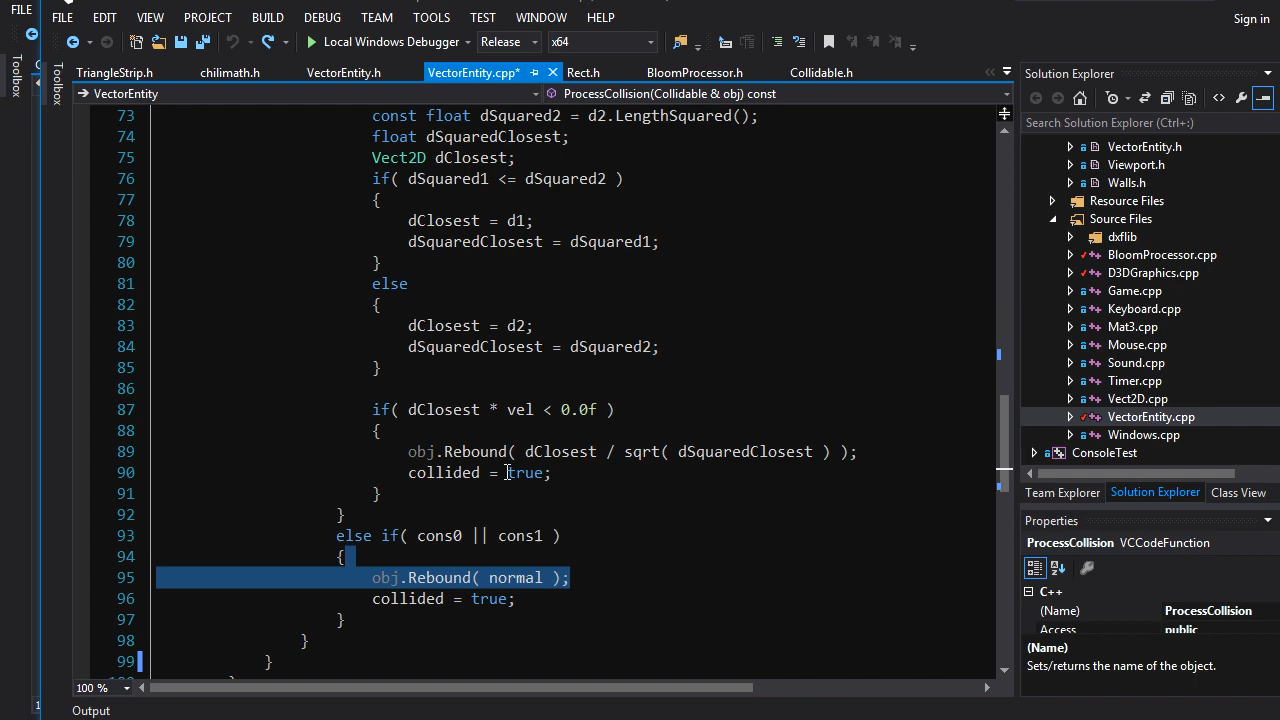 FILE
FILE EDIT VIEW PROJECT BUILD DEBUG TEAM TOOLS TEST WINDOW HELP
Sign in
Local Windows Debugger Release x64
TriangleStrip.h chilimath.h VectorEntity.h VectorEntity.cpp* Rect.h BloomProcessor.h Collidable.h
VectorEntity ProcessCollision(Collidable & obj) const
Toolbox
Toolbox
73 const float dSquared2 = d2.LengthSquared();
74 float dSquaredClosest;
75 Vect2D dClosest;
76 if( dSquared1 <= dSquared2 )
77 {
78 dClosest = d1;
79 dSquaredClosest = dSquared1;
80 }
81 else
82 {
83 dClosest = d2;
84 dSquaredClosest = dSquared2;
85 }
86
87 if( dClosest * vel < 0.0f )
88 {
89 obj.Rebound( dClosest / sqrt( dSquaredClosest ) );
90 collided = true;
91 }
92 }
93 else if( cons0 || cons1 )
94 {
95 obj.Rebound( normal );
96 collided = true;
97 }
98 }
99 }
100 %
Output
Solution Explorer
Search Solution Explorer (Ctrl+;)
VectorEntity.h
Viewport.h
Walls.h
Resource Files
Source Files
dxflib
BloomProcessor.cpp
D3DGraphics.cpp
Game.cpp
Keyboard.cpp
Mat3.cpp
Mouse.cpp
Sound.cpp
Timer.cpp
Vect2D.cpp
VectorEntity.cpp
Windows.cpp
ConsoleTest
Team Explorer Solution Explorer Class View
Properties
ProcessCollision VCCodeFunction
C++
(Name) ProcessCollision
Access public
(Name)
Sets/returns the name of the object.